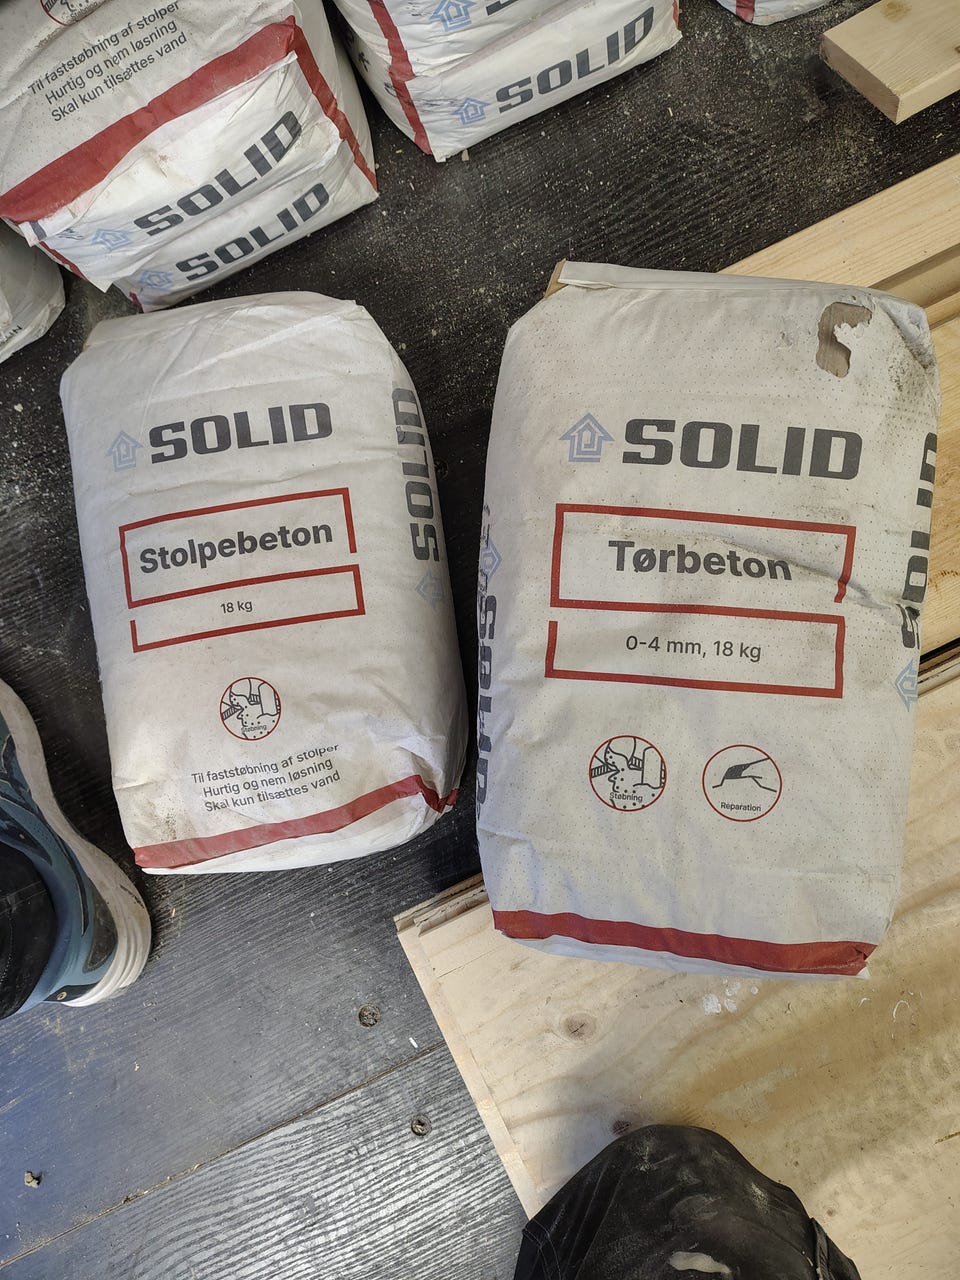 Til faststøbning af stolper
Hurtig og nem løsning
Skal kun tilsættes vand
SOLID
SOLID
SOLID
SOLID
Stolpebeton
18 kg
Støbning
Til faststøbning af stolper
Hurtig og nem løsning
Skal kun tilsættes vand
SOLID
SOLID
Tørbeton
0-4 mm, 18 kg
Støbning
Reparation
SOLID
SOLID